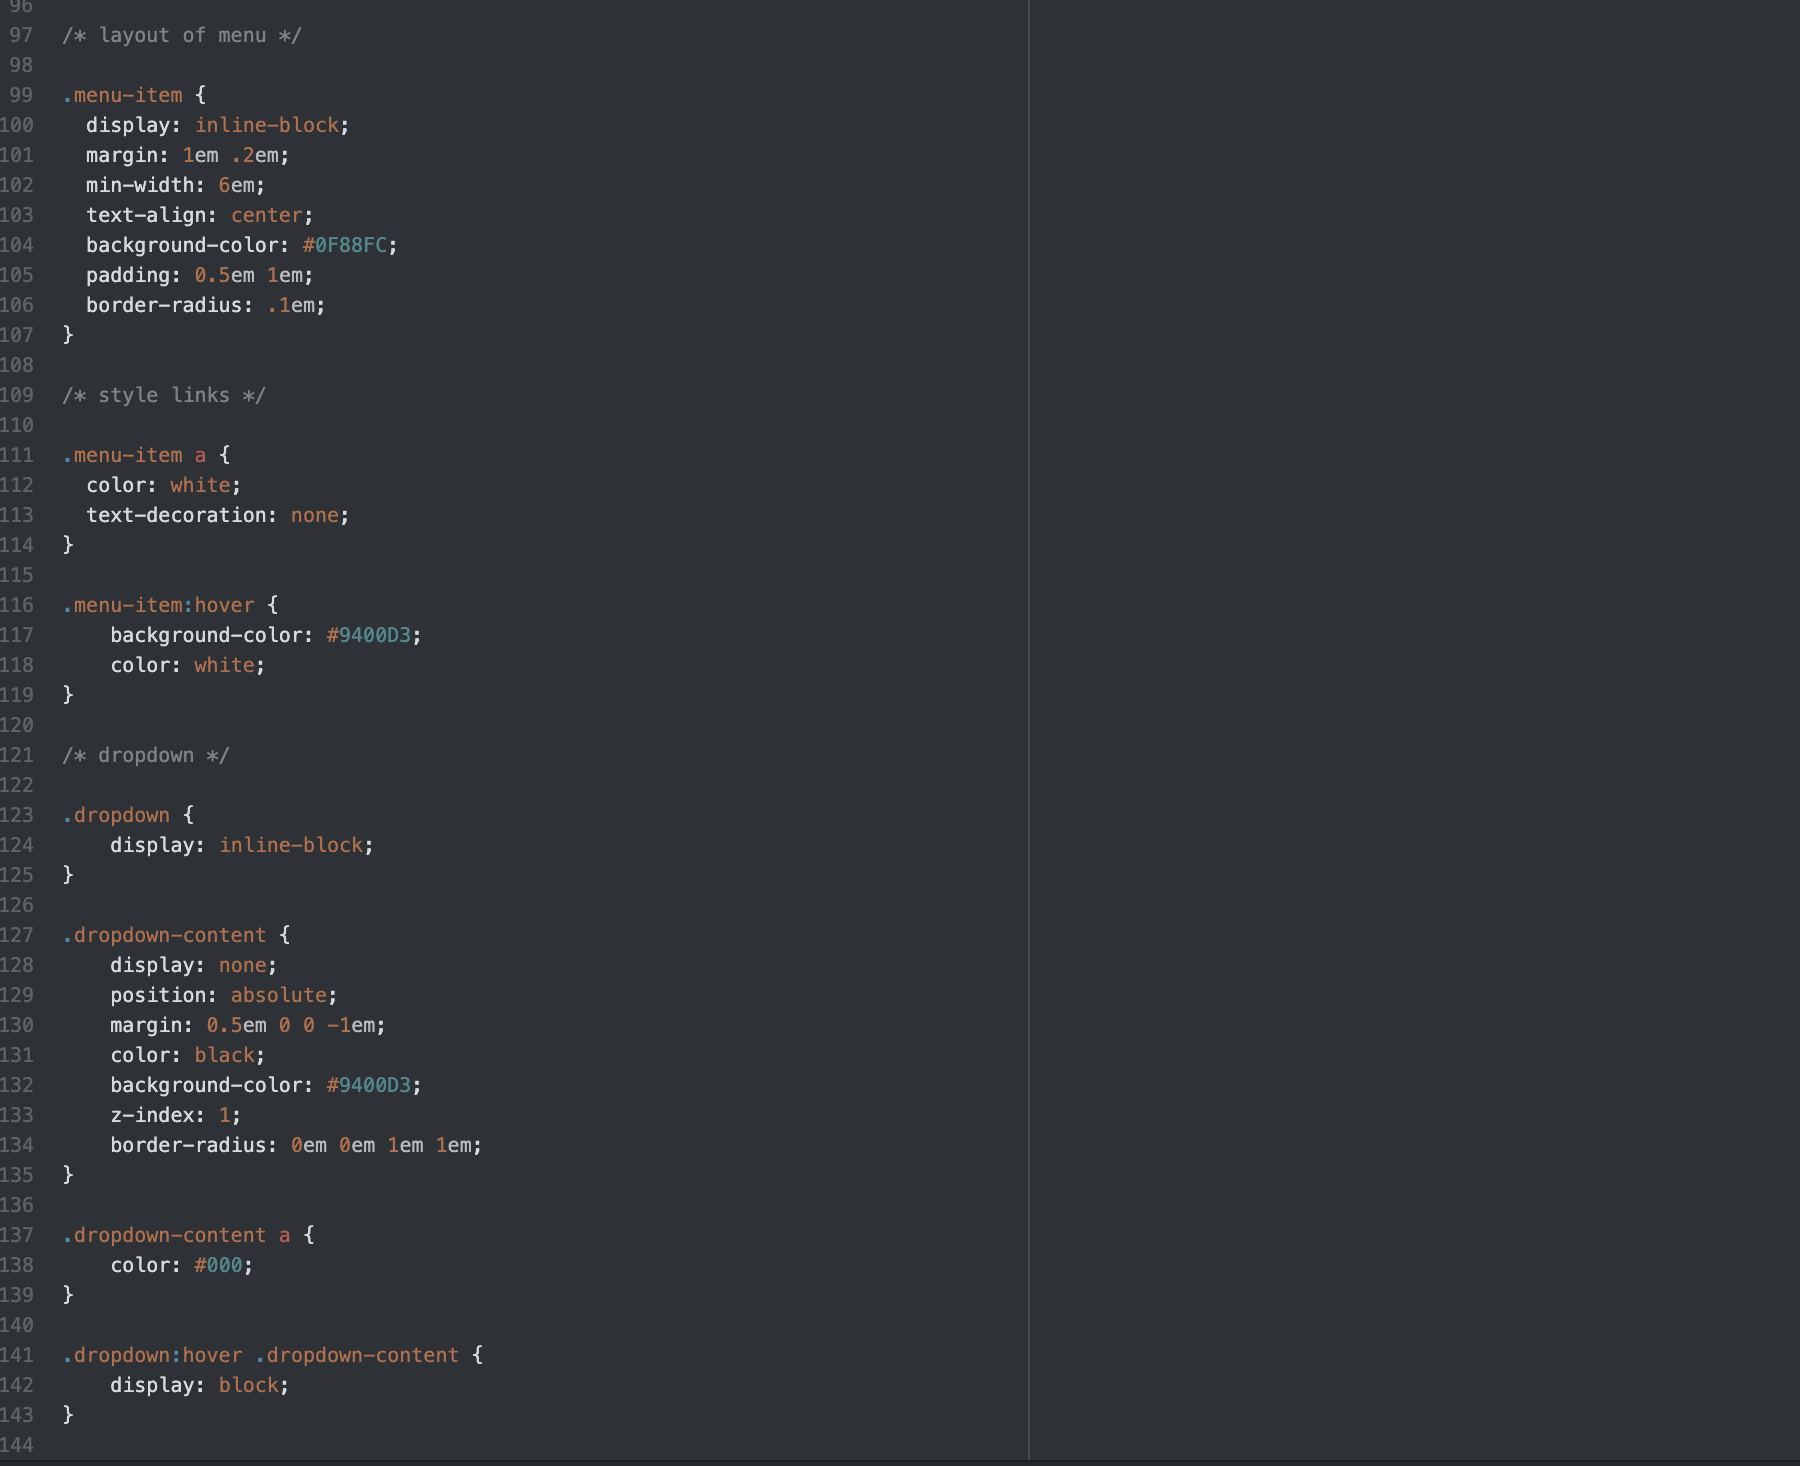 96
97 /* layout of menu */
98
99 .menu-item {
100 display: inline-block;
101 margin: 1em .2em;
102 min-width: 6em;
103 text-align: center;
104 background-color: #0F88FC;
105 padding: 0.5em 1em;
106 border-radius: .1em;
107 }
108
109 /* style links */
110
111 .menu-item a {
112 color: white;
113 text-decoration: none;
114 }
115
116 .menu-item:hover {
117 background-color: #9400D3;
118 color: white;
119 }
120
121 /* dropdown */
122
123 .dropdown {
124 display: inline-block;
125 }
126
127 .dropdown-content {
128 display: none;
129 position: absolute;
130 margin: 0.5em 0 0 -1em;
131 color: black;
132 background-color: #9400D3;
133 z-index: 1;
134 border-radius: 0em 0em 1em 1em;
135 }
136
137 .dropdown-content a {
138 color: #000;
139 }
140
141 .dropdown:hover .dropdown-content {
142 display: block;
143 }
144